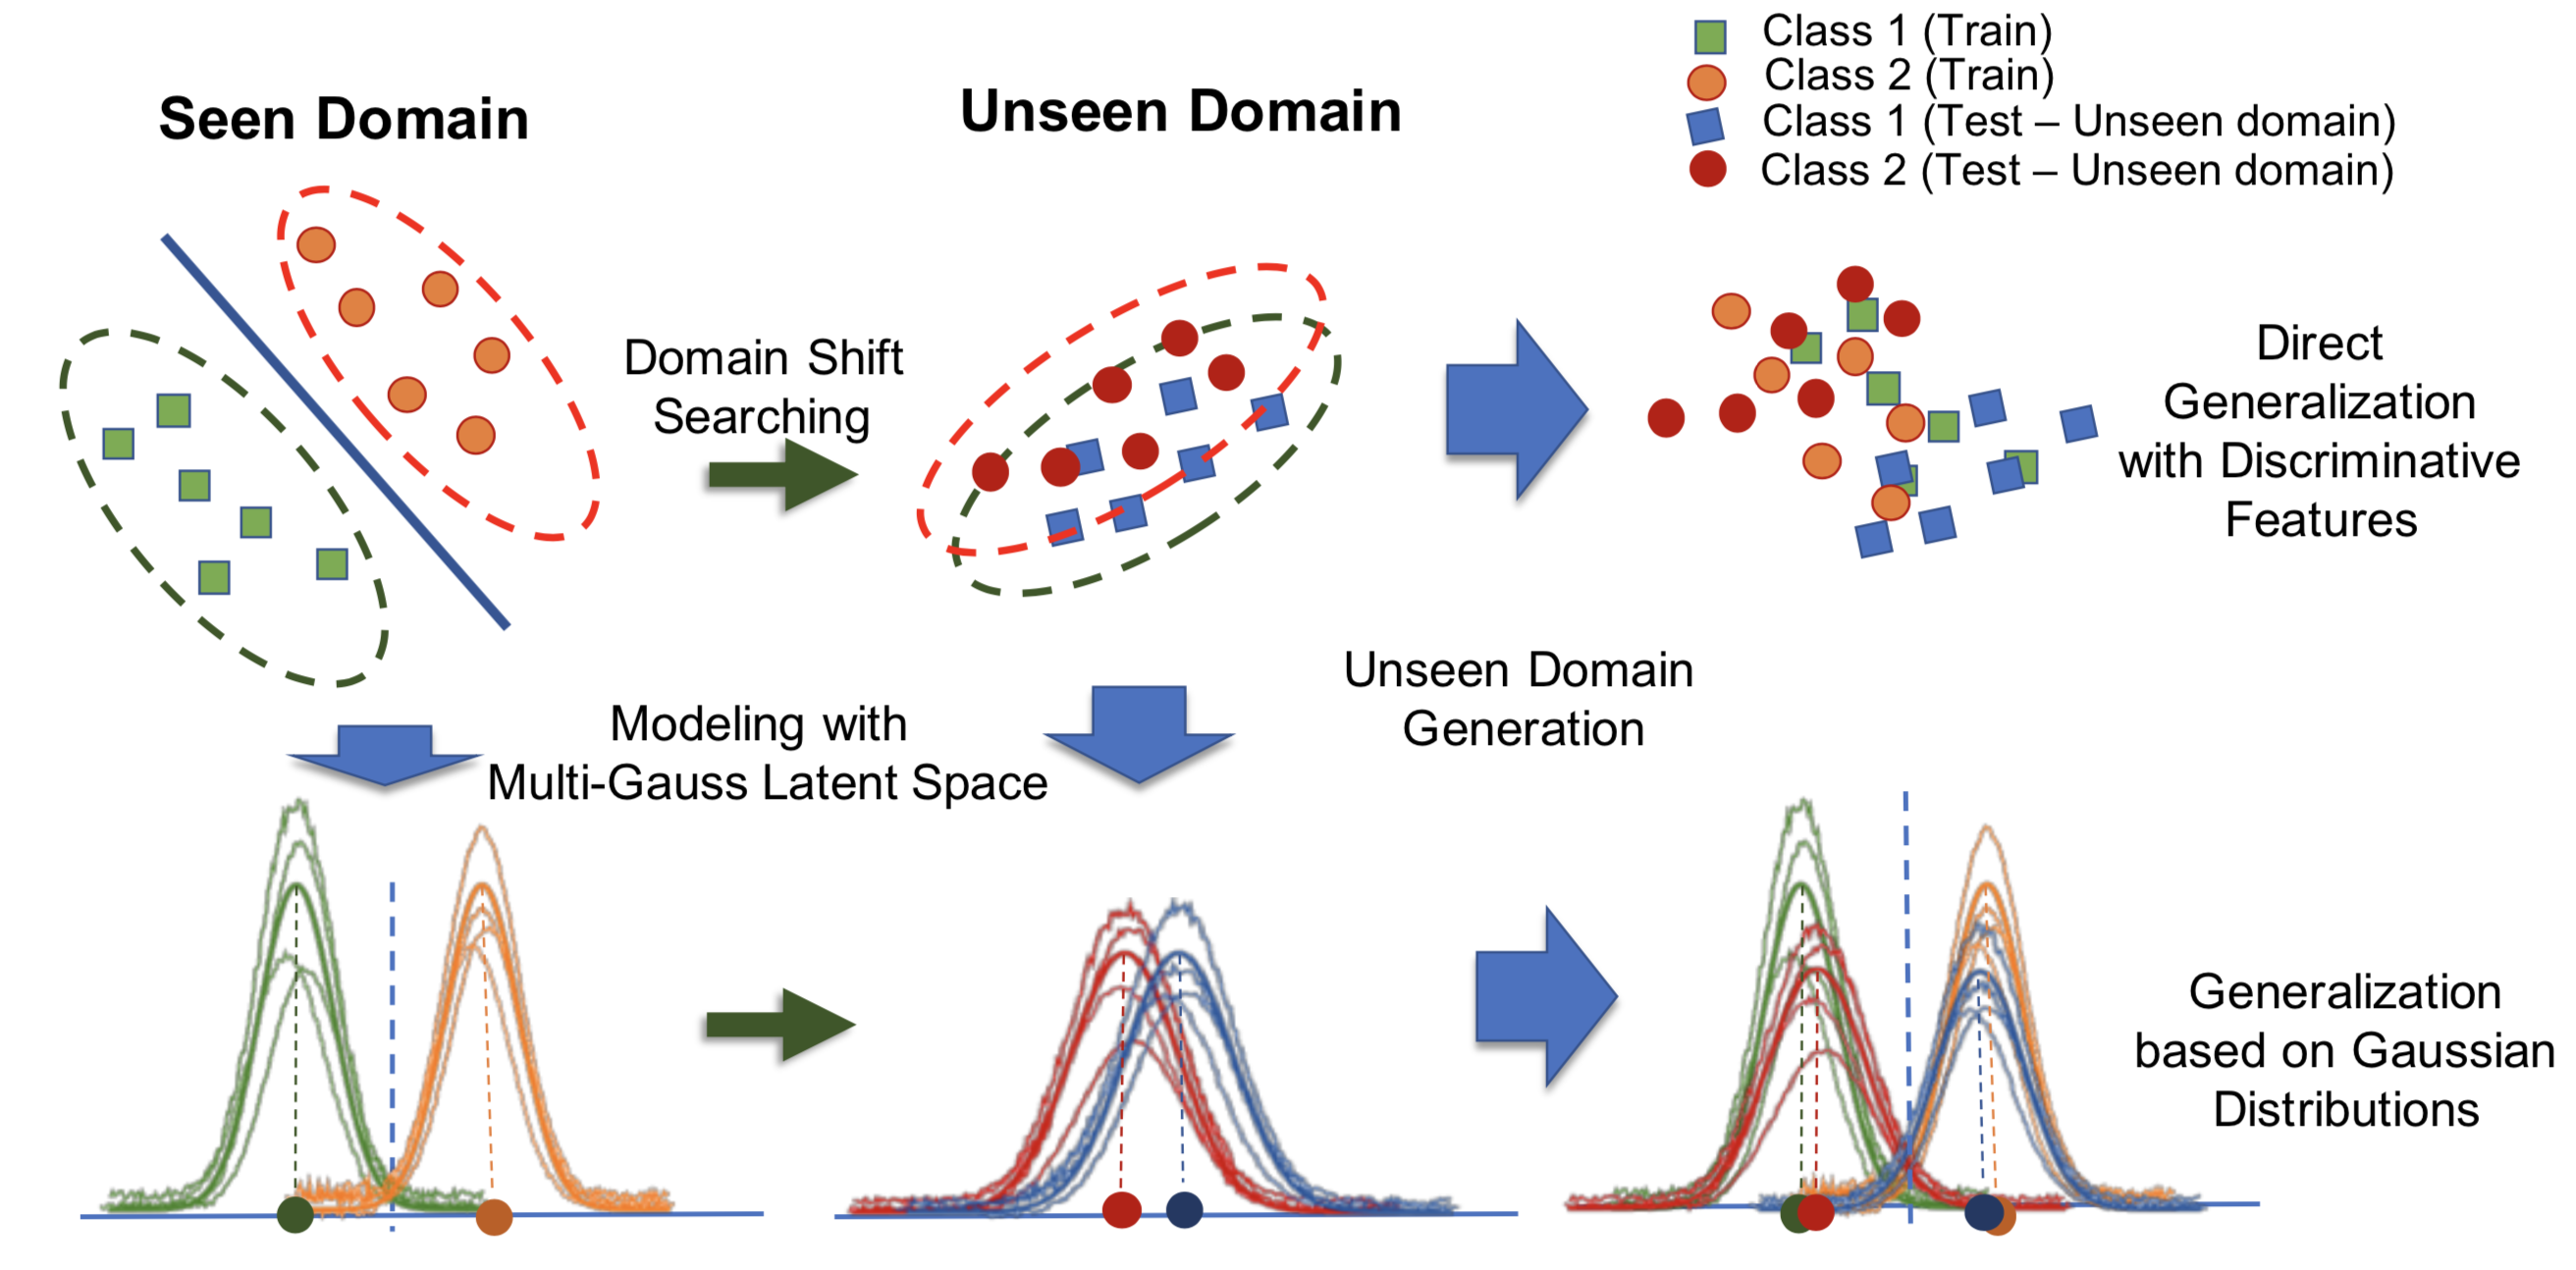 Class 1 (Train)
Class 2 (Train)
Class 1 (Test – Unseen domain)
Class 2 (Test – Unseen domain)
Seen Domain
Unseen Domain
Domain Shift
Searching
Direct
Generalization
with Discriminative
Features
Modeling with
Multi-Gauss Latent Space
Unseen Domain
Generation
Generalization
based on Gaussian
Distributions